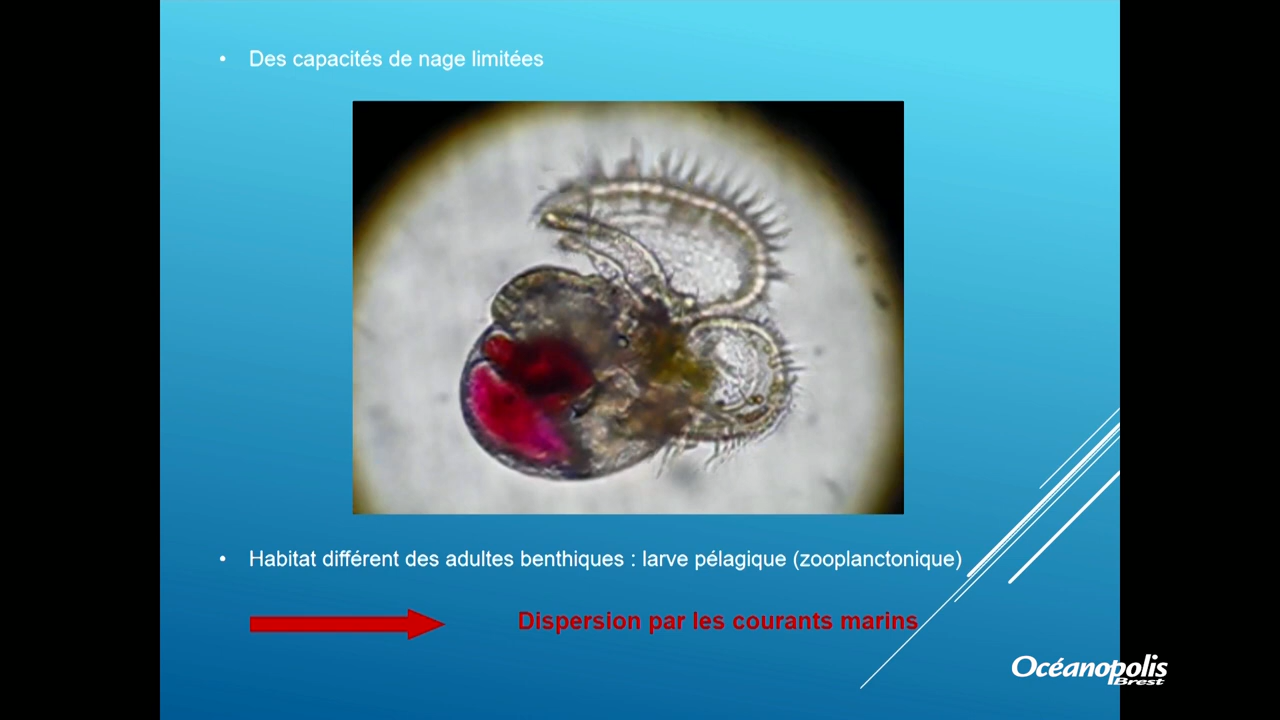 • Des capacités de nage limitées
• Habitat différent des adultes benthiques : larve pélagique (zooplanctonique)
Dispersion par les courants marins
Océanopolis
Brest